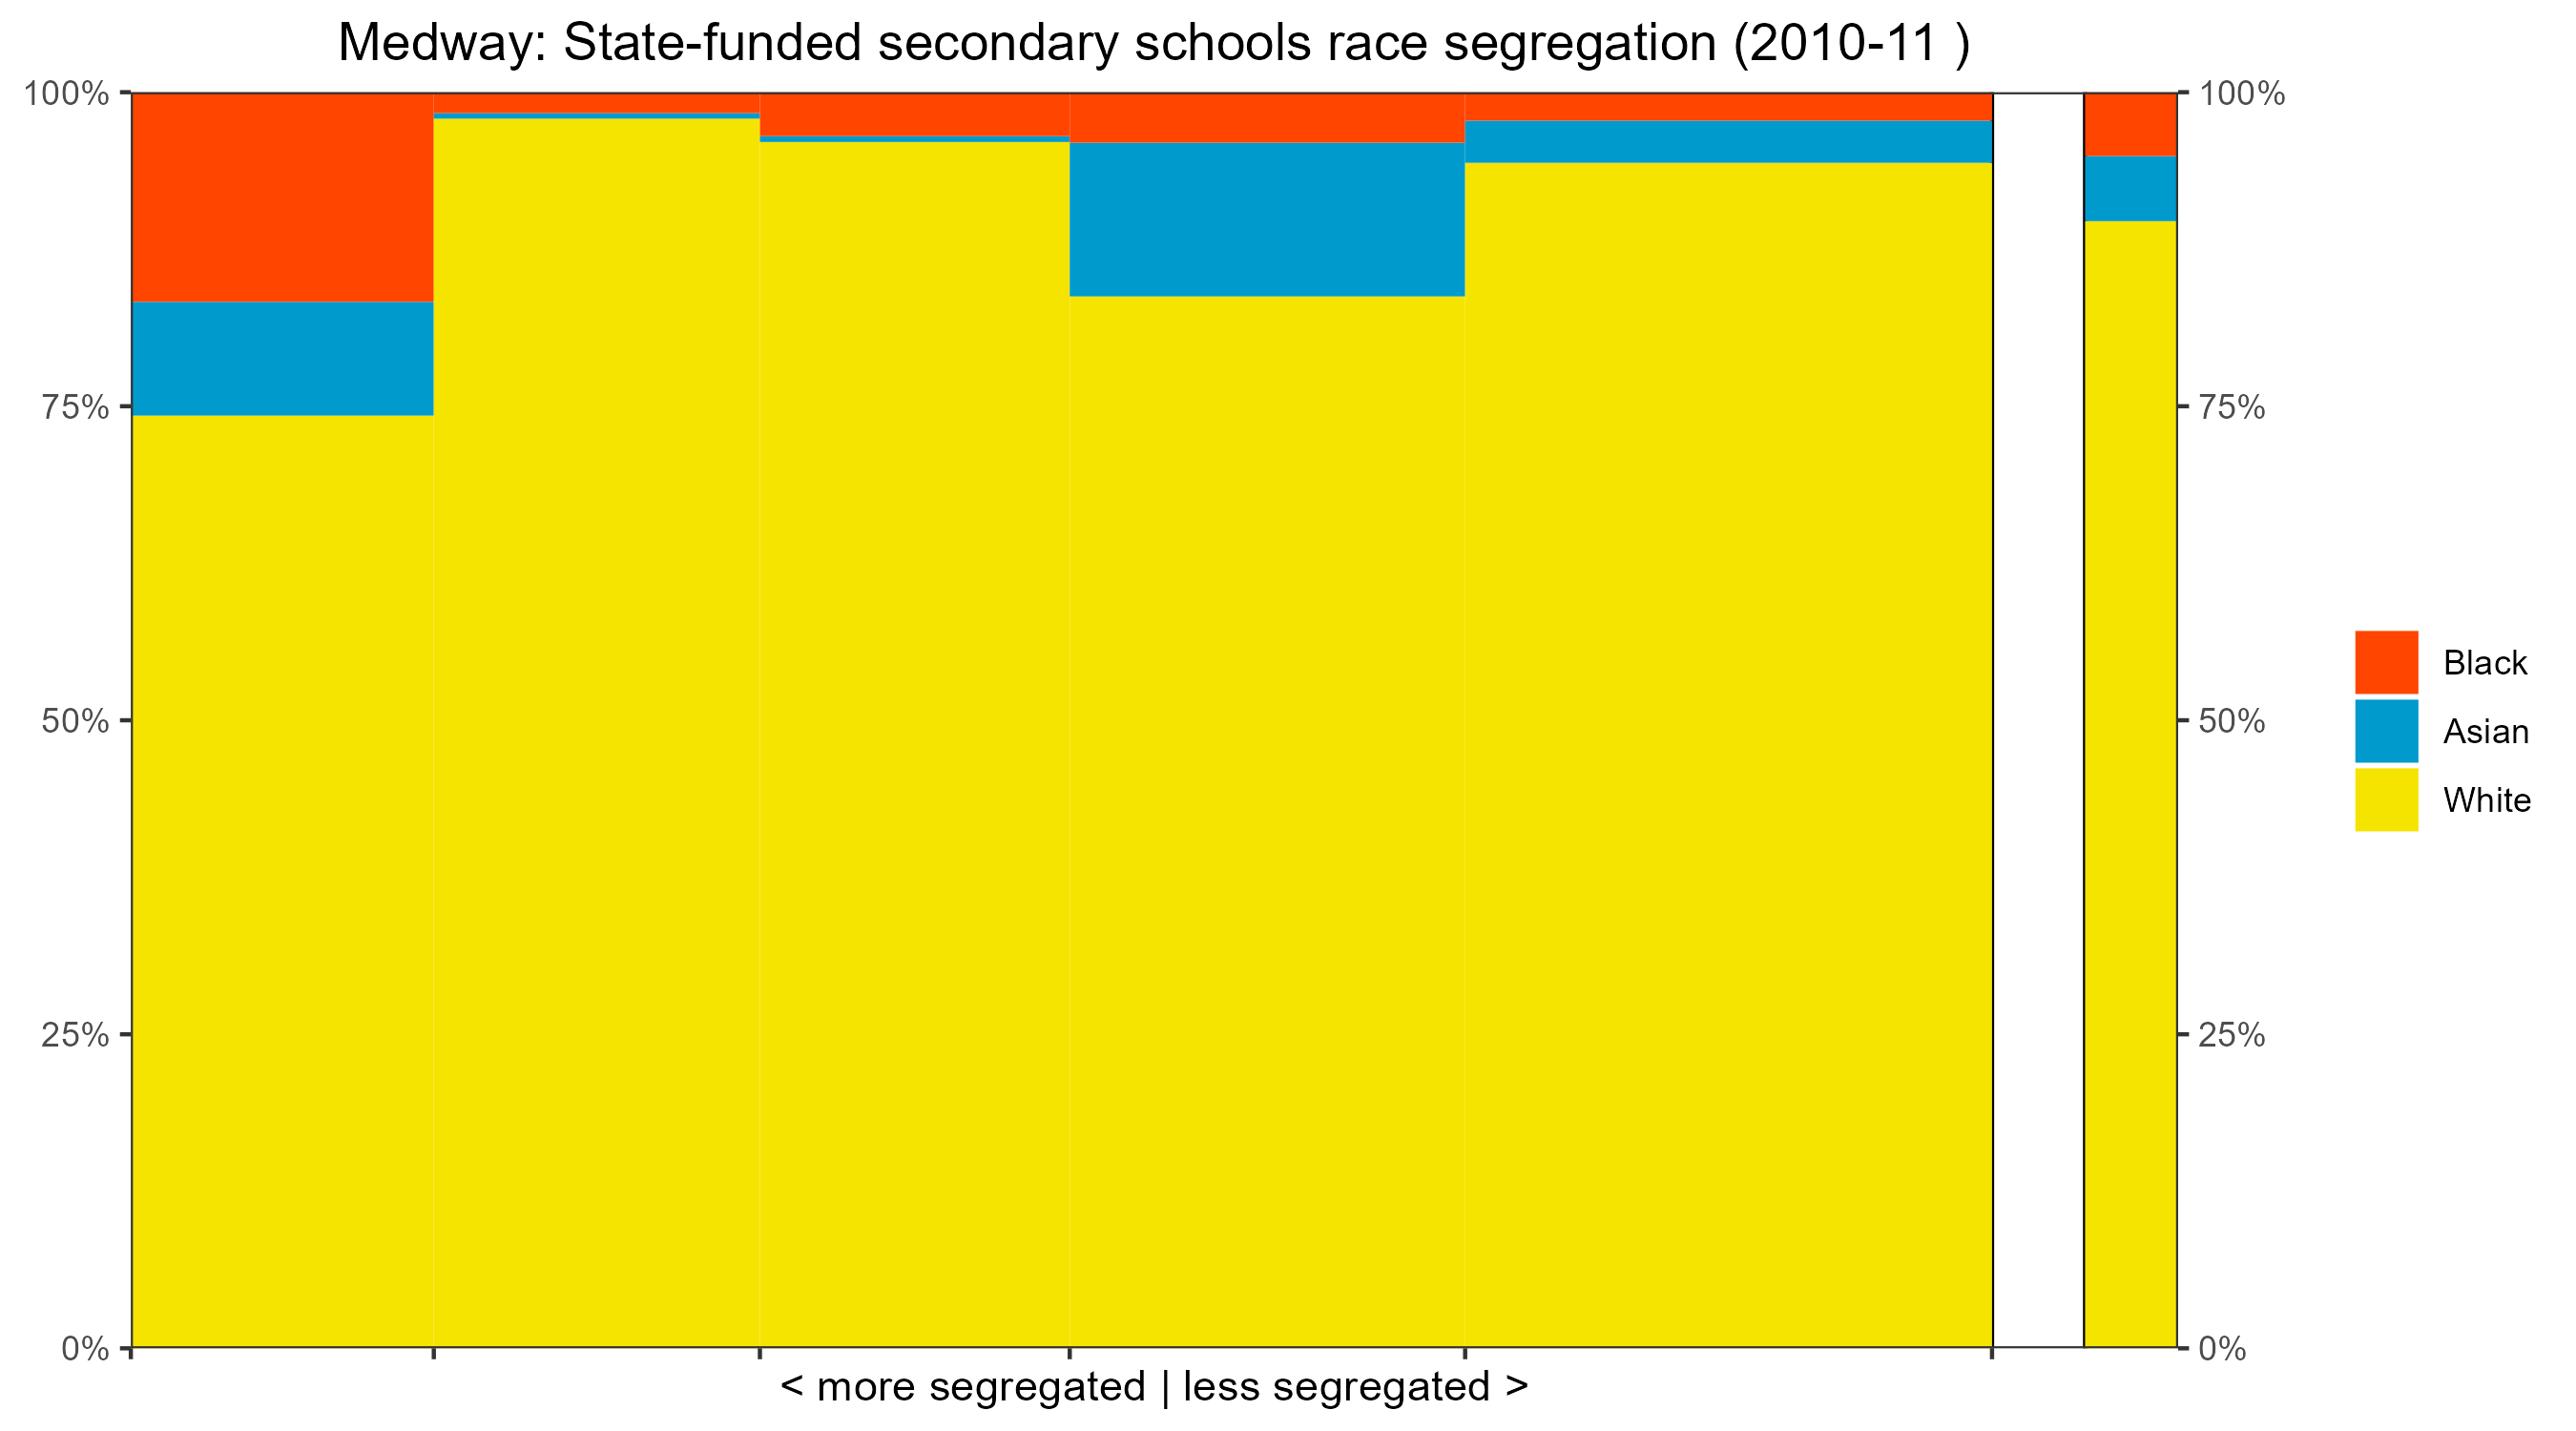 Medway: State-funded secondary schools race segregation (2010-11 )
100%
75%
50%
25%
0%
100%
75%
50%
25%
0%
Black
Asian
White
< more segregated | less segregated >